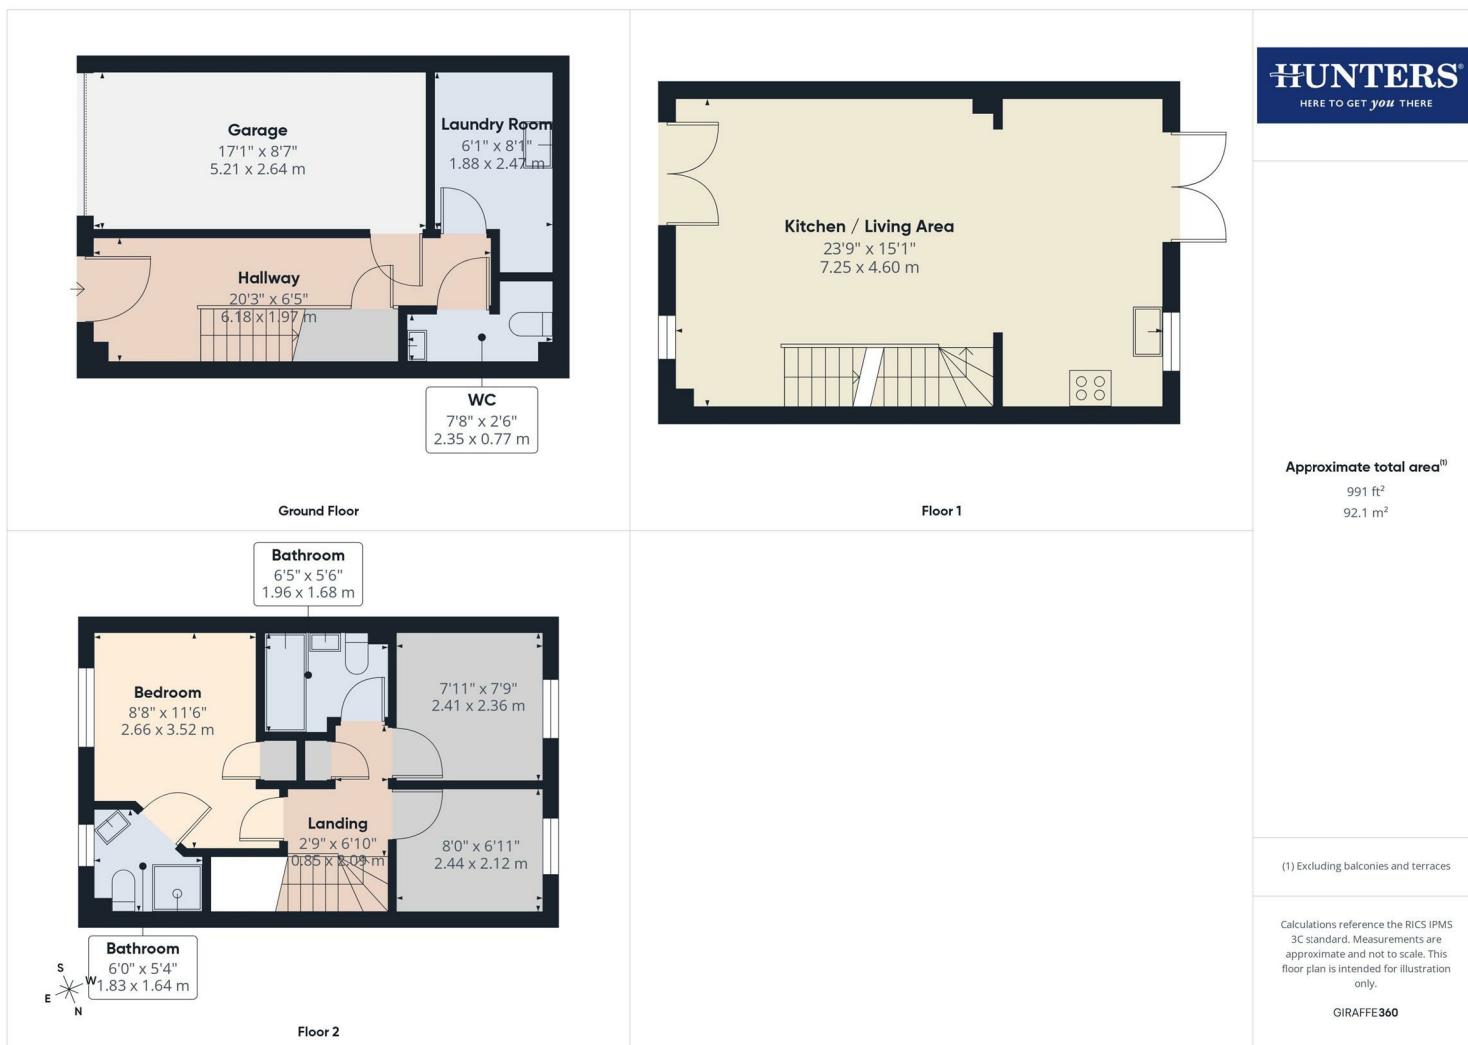 Garage
17'1" x 8'7"
5.21 x 2.64 m
Laundry Room
6'1" x 8'1"
1.88 x 2.47 m
Hallway
20'3" x 6'5"
6.18 x 1.97 m
WC
7'8" x 2'6"
2.35 x 0.77 m
Ground Floor
Kitchen / Living Area
23'9" x 15'1"
7.25 x 4.60 m
Floor 1
Bathroom
6'5" x 5'6"
1.96 x 1.68 m
Bedroom
8'8" x 11'6"
2.66 x 3.52 m
7'11" x 7'9"
2.41 x 2.36 m
Landing
2'9" x 6'10"
0.85 x 2.09 m
8'0" x 6'11"
2.44 x 2.12 m
Bathroom
6'0" x 5'4"
1.83 x 1.64 m
S
W
E
N
Floor 2
HUNTERS®
HERE TO GET you THERE
Approximate total area(1)
991 ft²
92.1 m²
(1) Excluding balconies and terraces
Calculations reference the RICS IPMS
3C standard. Measurements are
approximate and not to scale. This
floor plan is intended for illustration
only.
GIRAFFE360